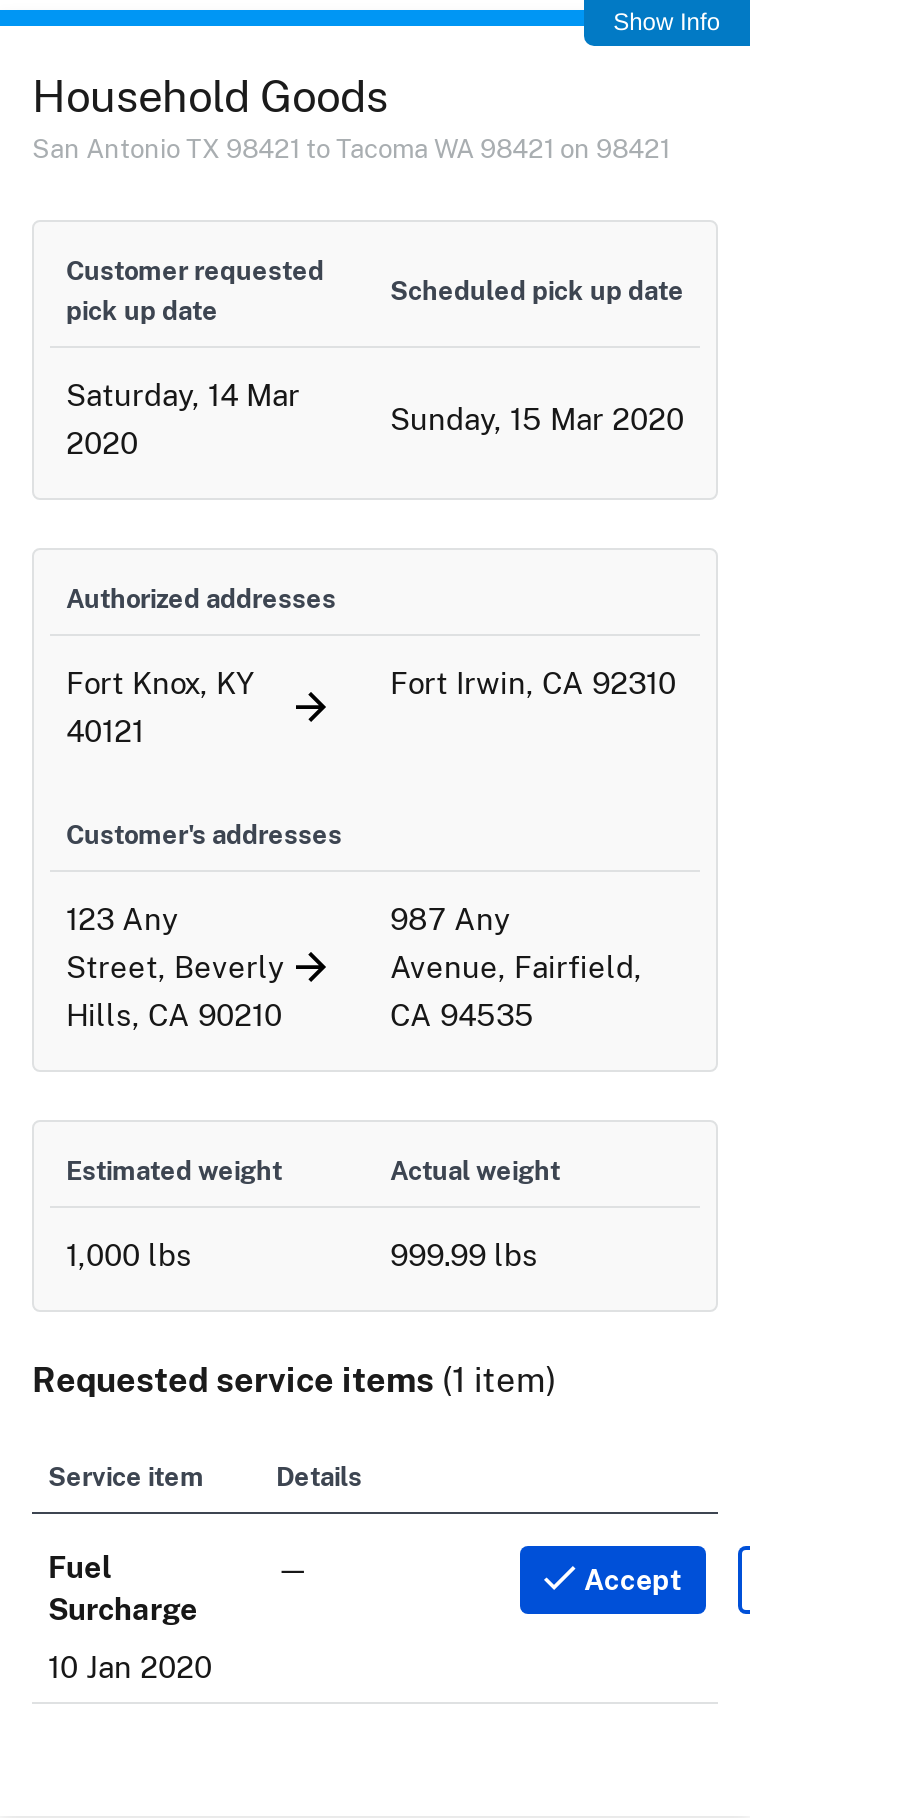 Show Info
Household Goods
San Antonio TX 98421 to Tacoma WA 98421 on 98421
Customer requested
pick up date
Scheduled pick up date
Saturday, 14 Mar
2020
Sunday, 15 Mar 2020
Authorized addresses
Fort Knox, KY
40121
Fort Irwin, CA 92310
Customer's addresses
123 Any
Street, Beverly
Hills, CA 90210
987 Any
Avenue, Fairfield,
CA 94535
Estimated weight
Actual weight
1,000 lbs
999.99 lbs
Requested service items (1 item)
Service item
Details
Fuel
Surcharge
10 Jan 2020
—
Accept